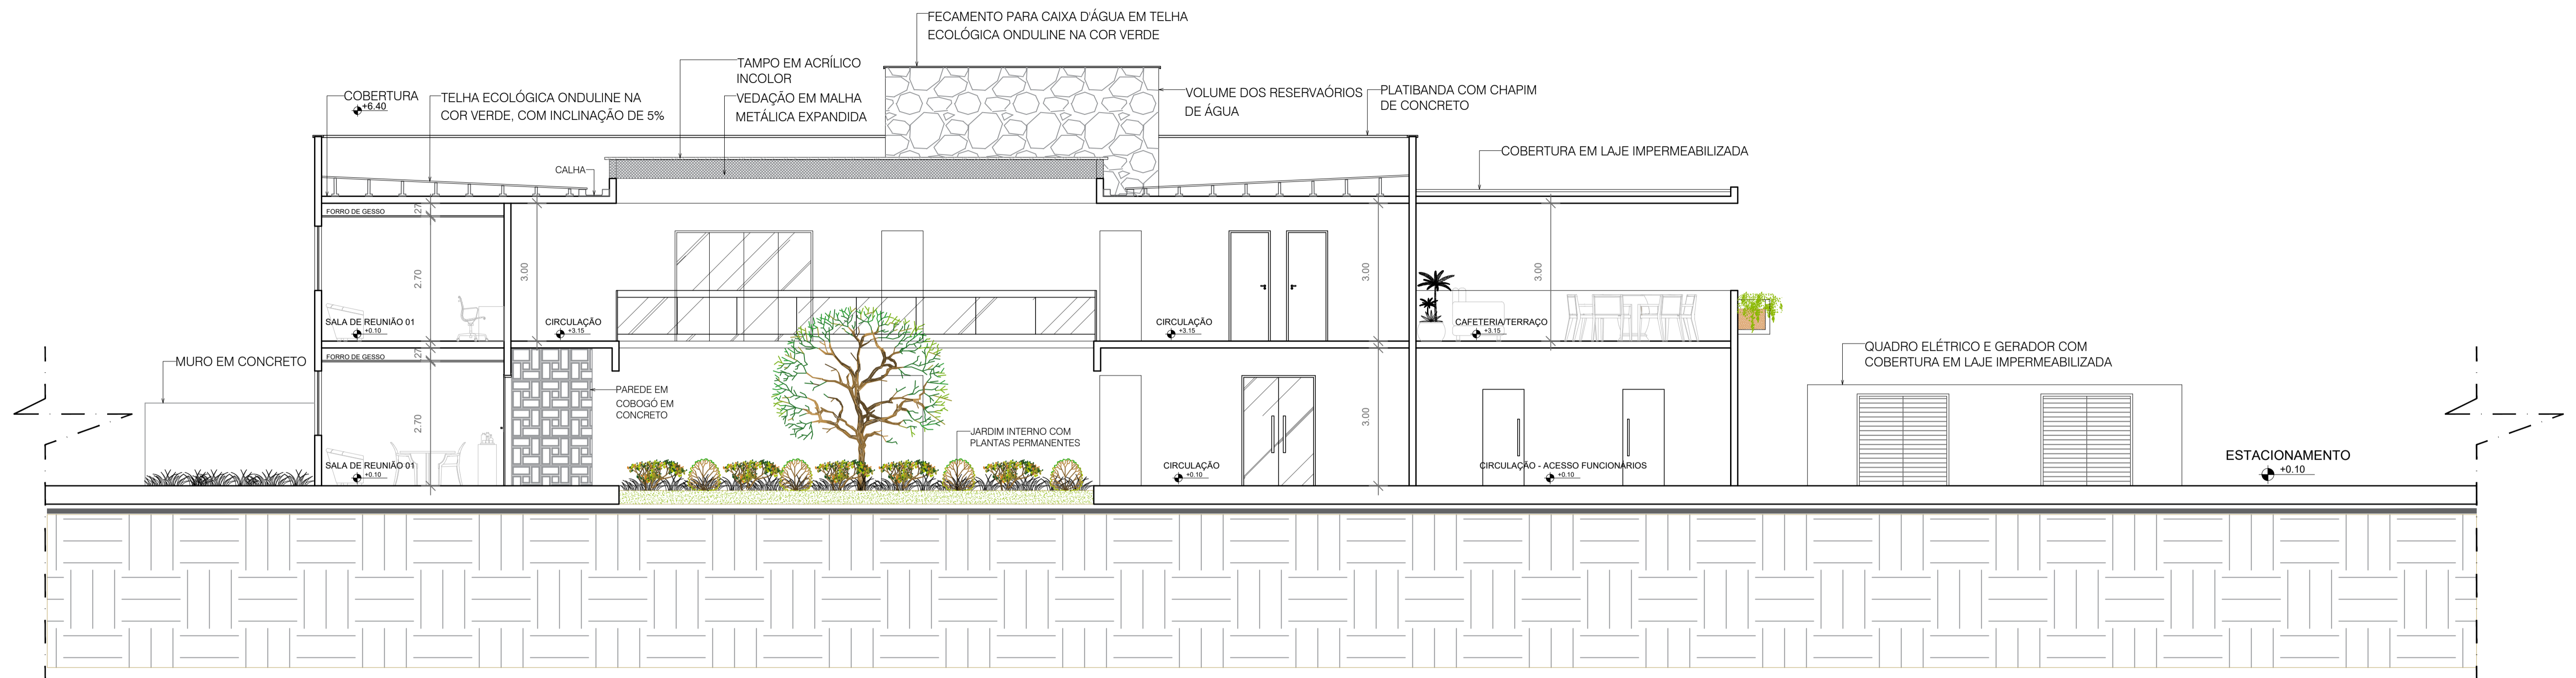 FECAMENTO PARA CAIXA D'ÁGUA EM TELHA
ECOLÓGICA ONDULINE NA COR VERDE
TAMPO EM ACRÍLICO
INCOLOR
VEDAÇÃO EM MALHA
METÁLICA EXPANDIDA
COBERTURA
+6.40
TELHA ECOLÓGICA ONDULINE NA
COR VERDE, COM INCLINAÇÃO DE 5%
VOLUME DOS RESERVAÓRIOS
DE ÁGUA
PLATIBANDA COM CHAPIM
DE CONCRETO
COBERTURA EM LAJE IMPERMEABILIZADA
CALHA
FORRO DE GESSO
.27
2.70
3.00
3.00
3.00
SALA DE REUNIÃO 01
+0.10
CIRCULAÇÃO
+3.15
CIRCULAÇÃO
+3.15
CAFETERIA/TERRAÇO
+3.15
MURO EM CONCRETO
FORRO DE GESSO
.27
2.70
PAREDE EM
COBOGÓ EM
CONCRETO
3.00
QUADRO ELÉTRICO E GERADOR COM
COBERTURA EM LAJE IMPERMEABILIZADA
JARDIM INTERNO COM
PLANTAS PERMANENTES
SALA DE REUNIÃO 01
+0.10
CIRCULAÇÃO
+0.10
CIRCULAÇÃO - ACESSO FUNCIONÁRIOS
+0.10
ESTACIONAMENTO
+0.10